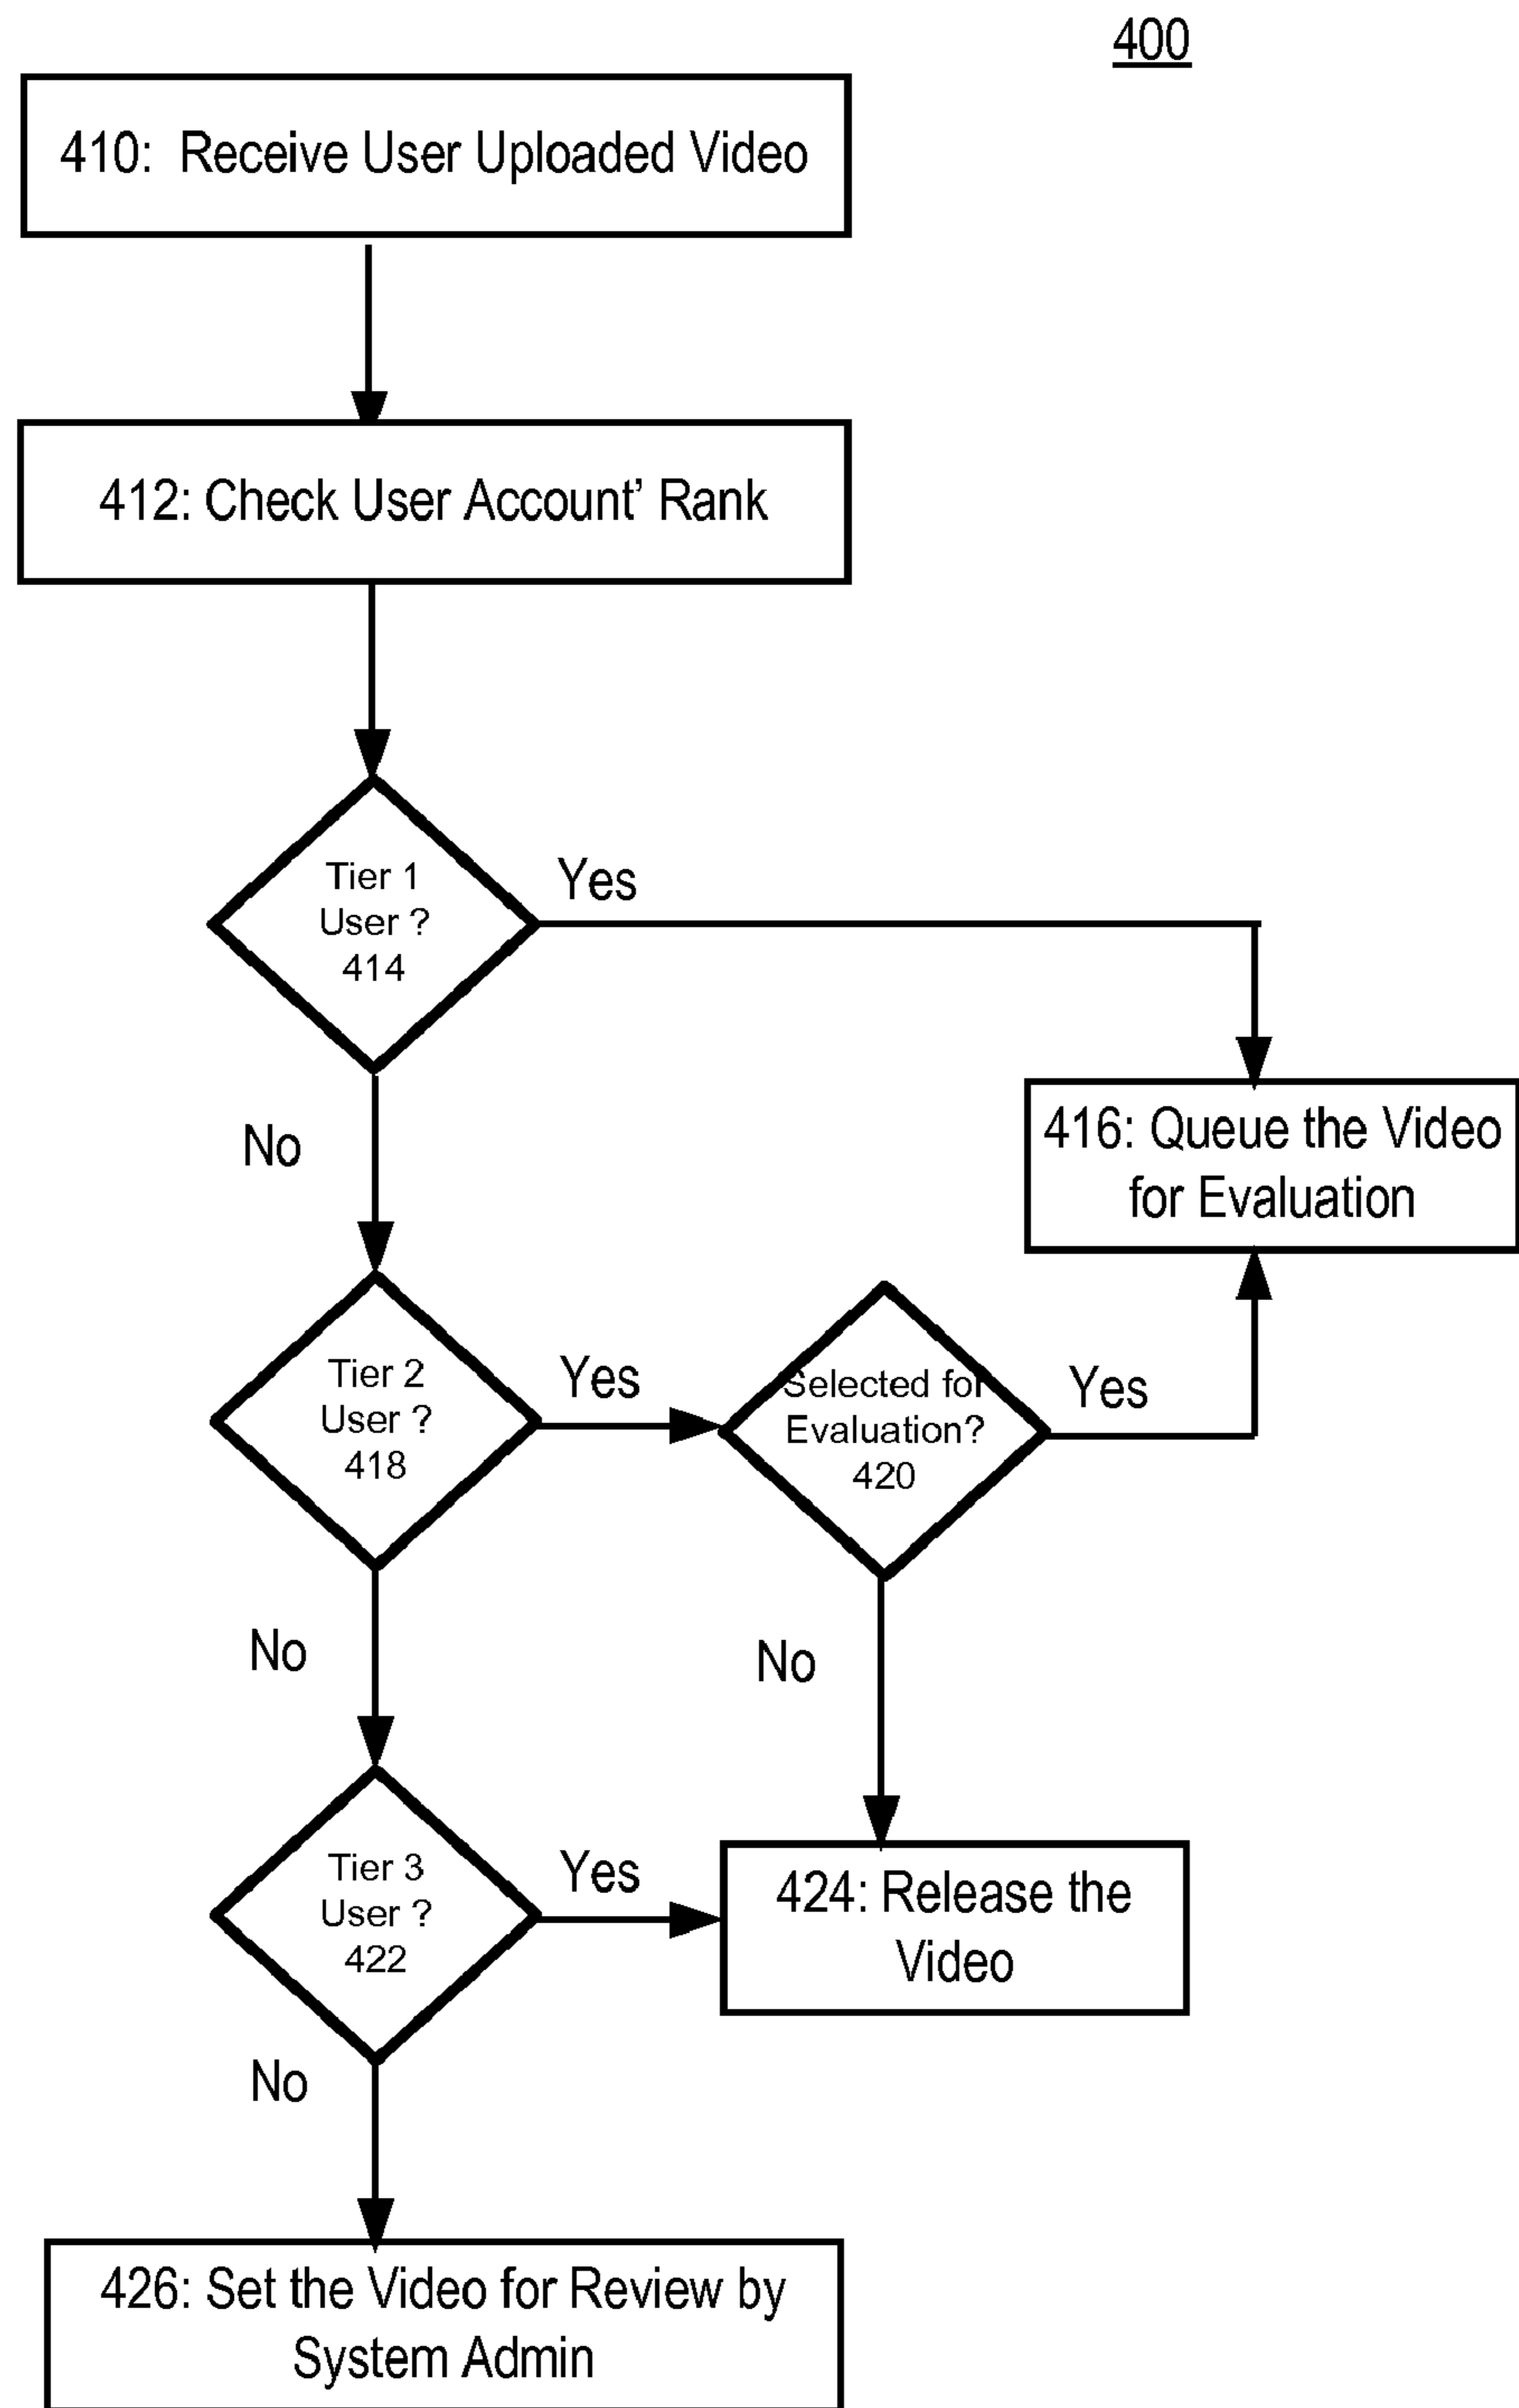 400
410: Receive User Uploaded Video
412: Check User Account’ Rank
Tier 1
User ?
414
Yes
No
416: Queue the Video
for Evaluation
Tier 2
User ?
418
Yes
Selected for
Evaluation?
420
Yes
No
No
Tier 3
User ?
422
Yes
424: Release the
Video
No
426: Set the Video for Review by
System Admin